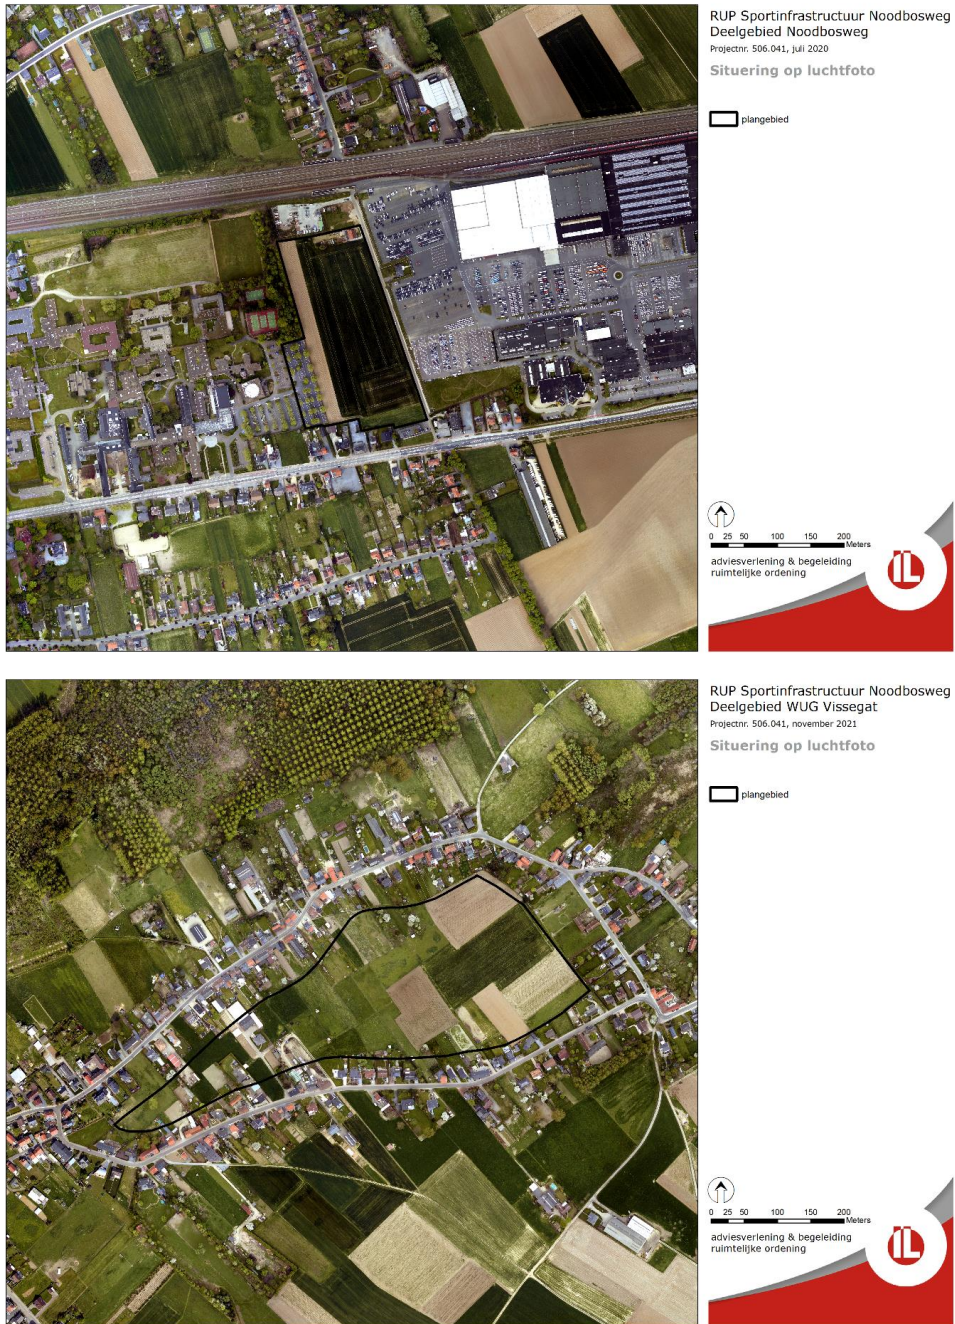 RUP Sportinfrastructuur Noodbosweg
Deelgebied Noodbosweg
Projectnr. 506.041, juli 2020
Situering op luchtfoto
plangebied
0 25 50 100 150 200
Meters
adviesverlening & begeleiding
ruimtelijke ordening
IL
RUP Sportinfrastructuur Noodbosweg
Deelgebied WUG Vissegat
Projectnr. 506.041, november 2021
Situering op luchtfoto
plangebied
0 25 50 100 150 200
Meters
adviesverlening & begeleiding
ruimtelijke ordening
IL